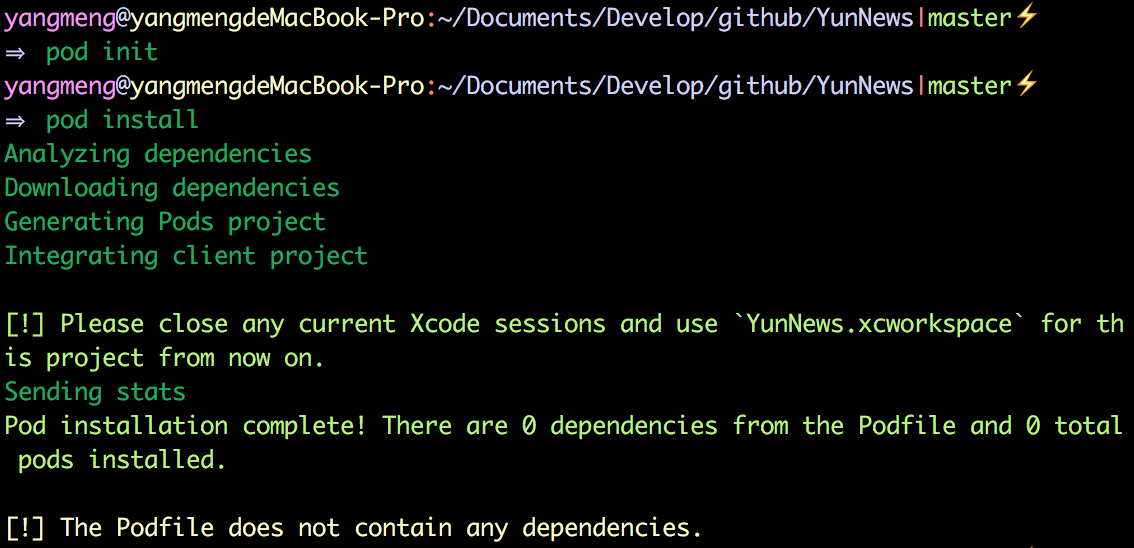 yangmeng@yangmengdeMacBook-Pro:~/Documents/Develop/github/YunNews|master⚡
⇒ pod init
yangmeng@yangmengdeMacBook-Pro:~/Documents/Develop/github/YunNews|master⚡
⇒ pod install
Analyzing dependencies
Downloading dependencies
Generating Pods project
Integrating client project
[!] Please close any current Xcode sessions and use `YunNews.xcworkspace` for th
is project from now on.
Sending stats
Pod installation complete! There are 0 dependencies from the Podfile and 0 total
 pods installed.
[!] The Podfile does not contain any dependencies.